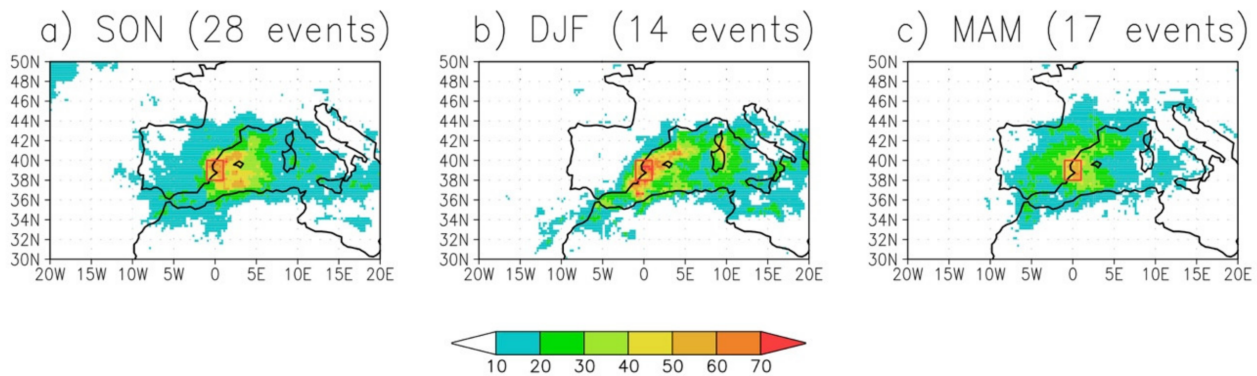 a) SON (28 events)
b) DJF (14 events)
c) MAM (17 events)
50N
48N
46N
44N
42N
40N
38N
36N
34N
32N
30N
20W 15W 10W 5W 0 5E 10E 15E 20E
50N
48N
46N
44N
42N
40N
38N
36N
34N
32N
30N
20W 15W 10W 5W 0 5E 10E 15E 20E
50N
48N
46N
44N
42N
40N
38N
36N
34N
32N
30N
20W 15W 10W 5W 0 5E 10E 15E 20E
10 20 30 40 50 60 70